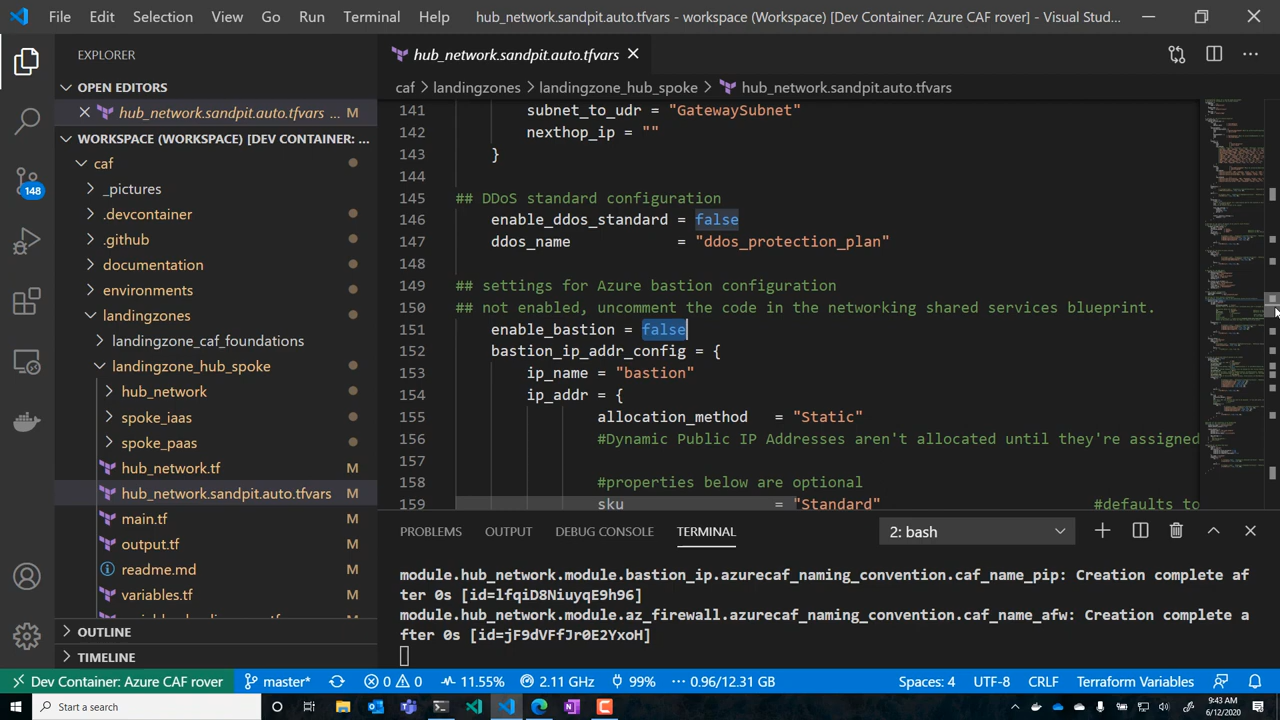 File Edit Selection View Go Run Terminal Help hub_network.sandpit.auto.tfvars - workspace (Workspace) [Dev Container: Azure CAF rover] - Visual Stud...
EXPLORER
OPEN EDITORS
hub_network.sandpit.auto.tfvars ... M
WORKSPACE (WORKSPACE) [DEV CONTAINER: ...
caf
_pictures
.devcontainer
.github
documentation
environments
landingzones
landingzone_caf_foundations
landingzone_hub_spoke
hub_network
spoke_iaas
spoke_paas
hub_network.tf M
hub_network.sandpit.auto.tfvars M
main.tf M
output.tf M
readme.md M
variables.tf M
OUTLINE
TIMELINE
148
hub_network.sandpit.auto.tfvars
caf landingzones landingzone_hub_spoke hub_network.sandpit.auto.tfvars
141 subnet_to_udr = "GatewaySubnet"
142 nexthop_ip = ""
143 }
144
145 ## DDoS standard configuration
146 enable_ddos_standard = false
147 ddos_name = "ddos_protection_plan"
148
149 ## settings for Azure bastion configuration
150 ## not enabled, uncomment the code in the networking shared services blueprint.
151 enable_bastion = false
152 bastion_ip_addr_config = {
153 ip_name = "bastion"
154 ip_addr = {
155 allocation_method = "Static"
156 #Dynamic Public IP Addresses aren't allocated until they're assigned
157
158 #properties below are optional
159 sku = "Standard" #defaults to
PROBLEMS OUTPUT DEBUG CONSOLE TERMINAL 2: bash
module.hub_network.module.bastion_ip.azurecaf_naming_convention.caf_name_pip: Creation complete af
ter 0s [id=lfqiD8NiuyqE9h96]
module.hub_network.module.az_firewall.azurecaf_naming_convention.caf_name_afw: Creation complete a
fter 0s [id=jF9dVFfJr0E2YxoH]
Dev Container: Azure CAF rover master* 0 0 11.55% 2.11 GHz 99% 0.96/12.31 GB Spaces: 4 UTF-8 CRLF Terraform Variables
Start a search
9:43 AM
6/12/2020